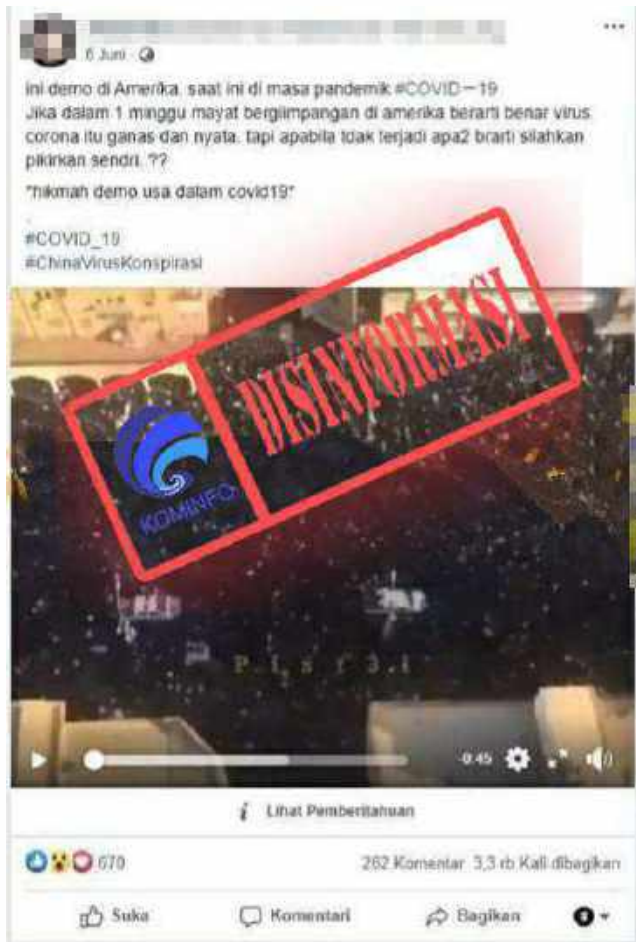 6 Juni
ini demo di Amerika. saat ini di masa pandemik #COVID-19
Jika dalam 1 minggu mayat berglimpangan di amerika berarti benar virus
corona itu ganas dan nyata. tapi apabila tdak terjadi apa2 brarti silahkan
pikirkan sendri. ??
"hikmah demo usa dalam covid19"
#COVID_19
#ChinaVirusKonspirasi
DISINFORMASI
KOMINFO
-0:45
Lihat Pemberitahuan
670
262 Komentar 3,3 rb Kali dibagikan
Suka
Komentari
Bagikan